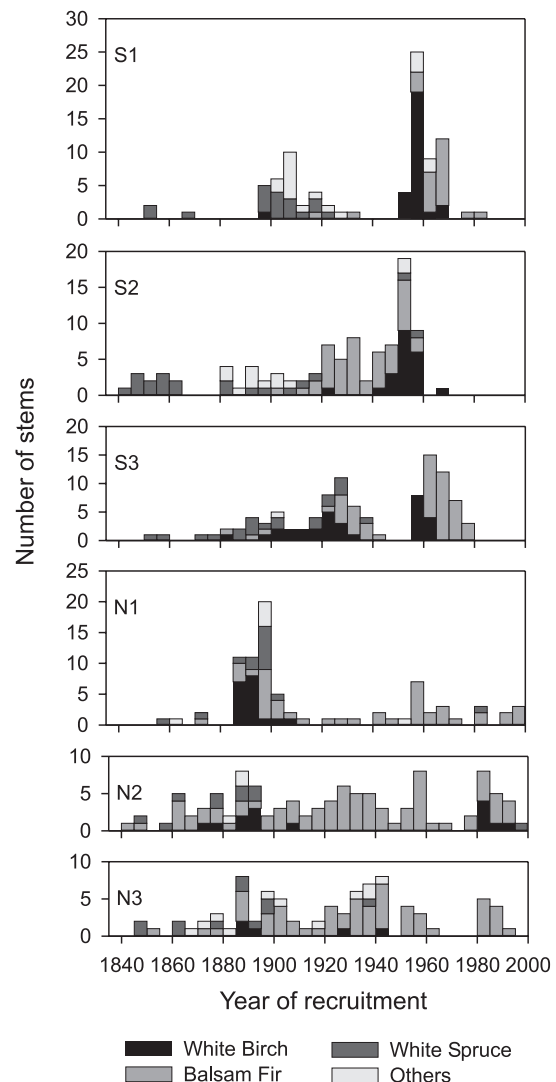 30
25
20
15
10
5
0
S1
20
15
10
5
0
S2
20
15
10
5
0
S3
25
20
15
10
5
0
N1
10
5
0
N2
10
5
0
N3
Number of stems
1840 1860 1880 1900 1920 1940 1960 1980 2000
Year of recruitment
White Birch White Spruce
Balsam Fir Others